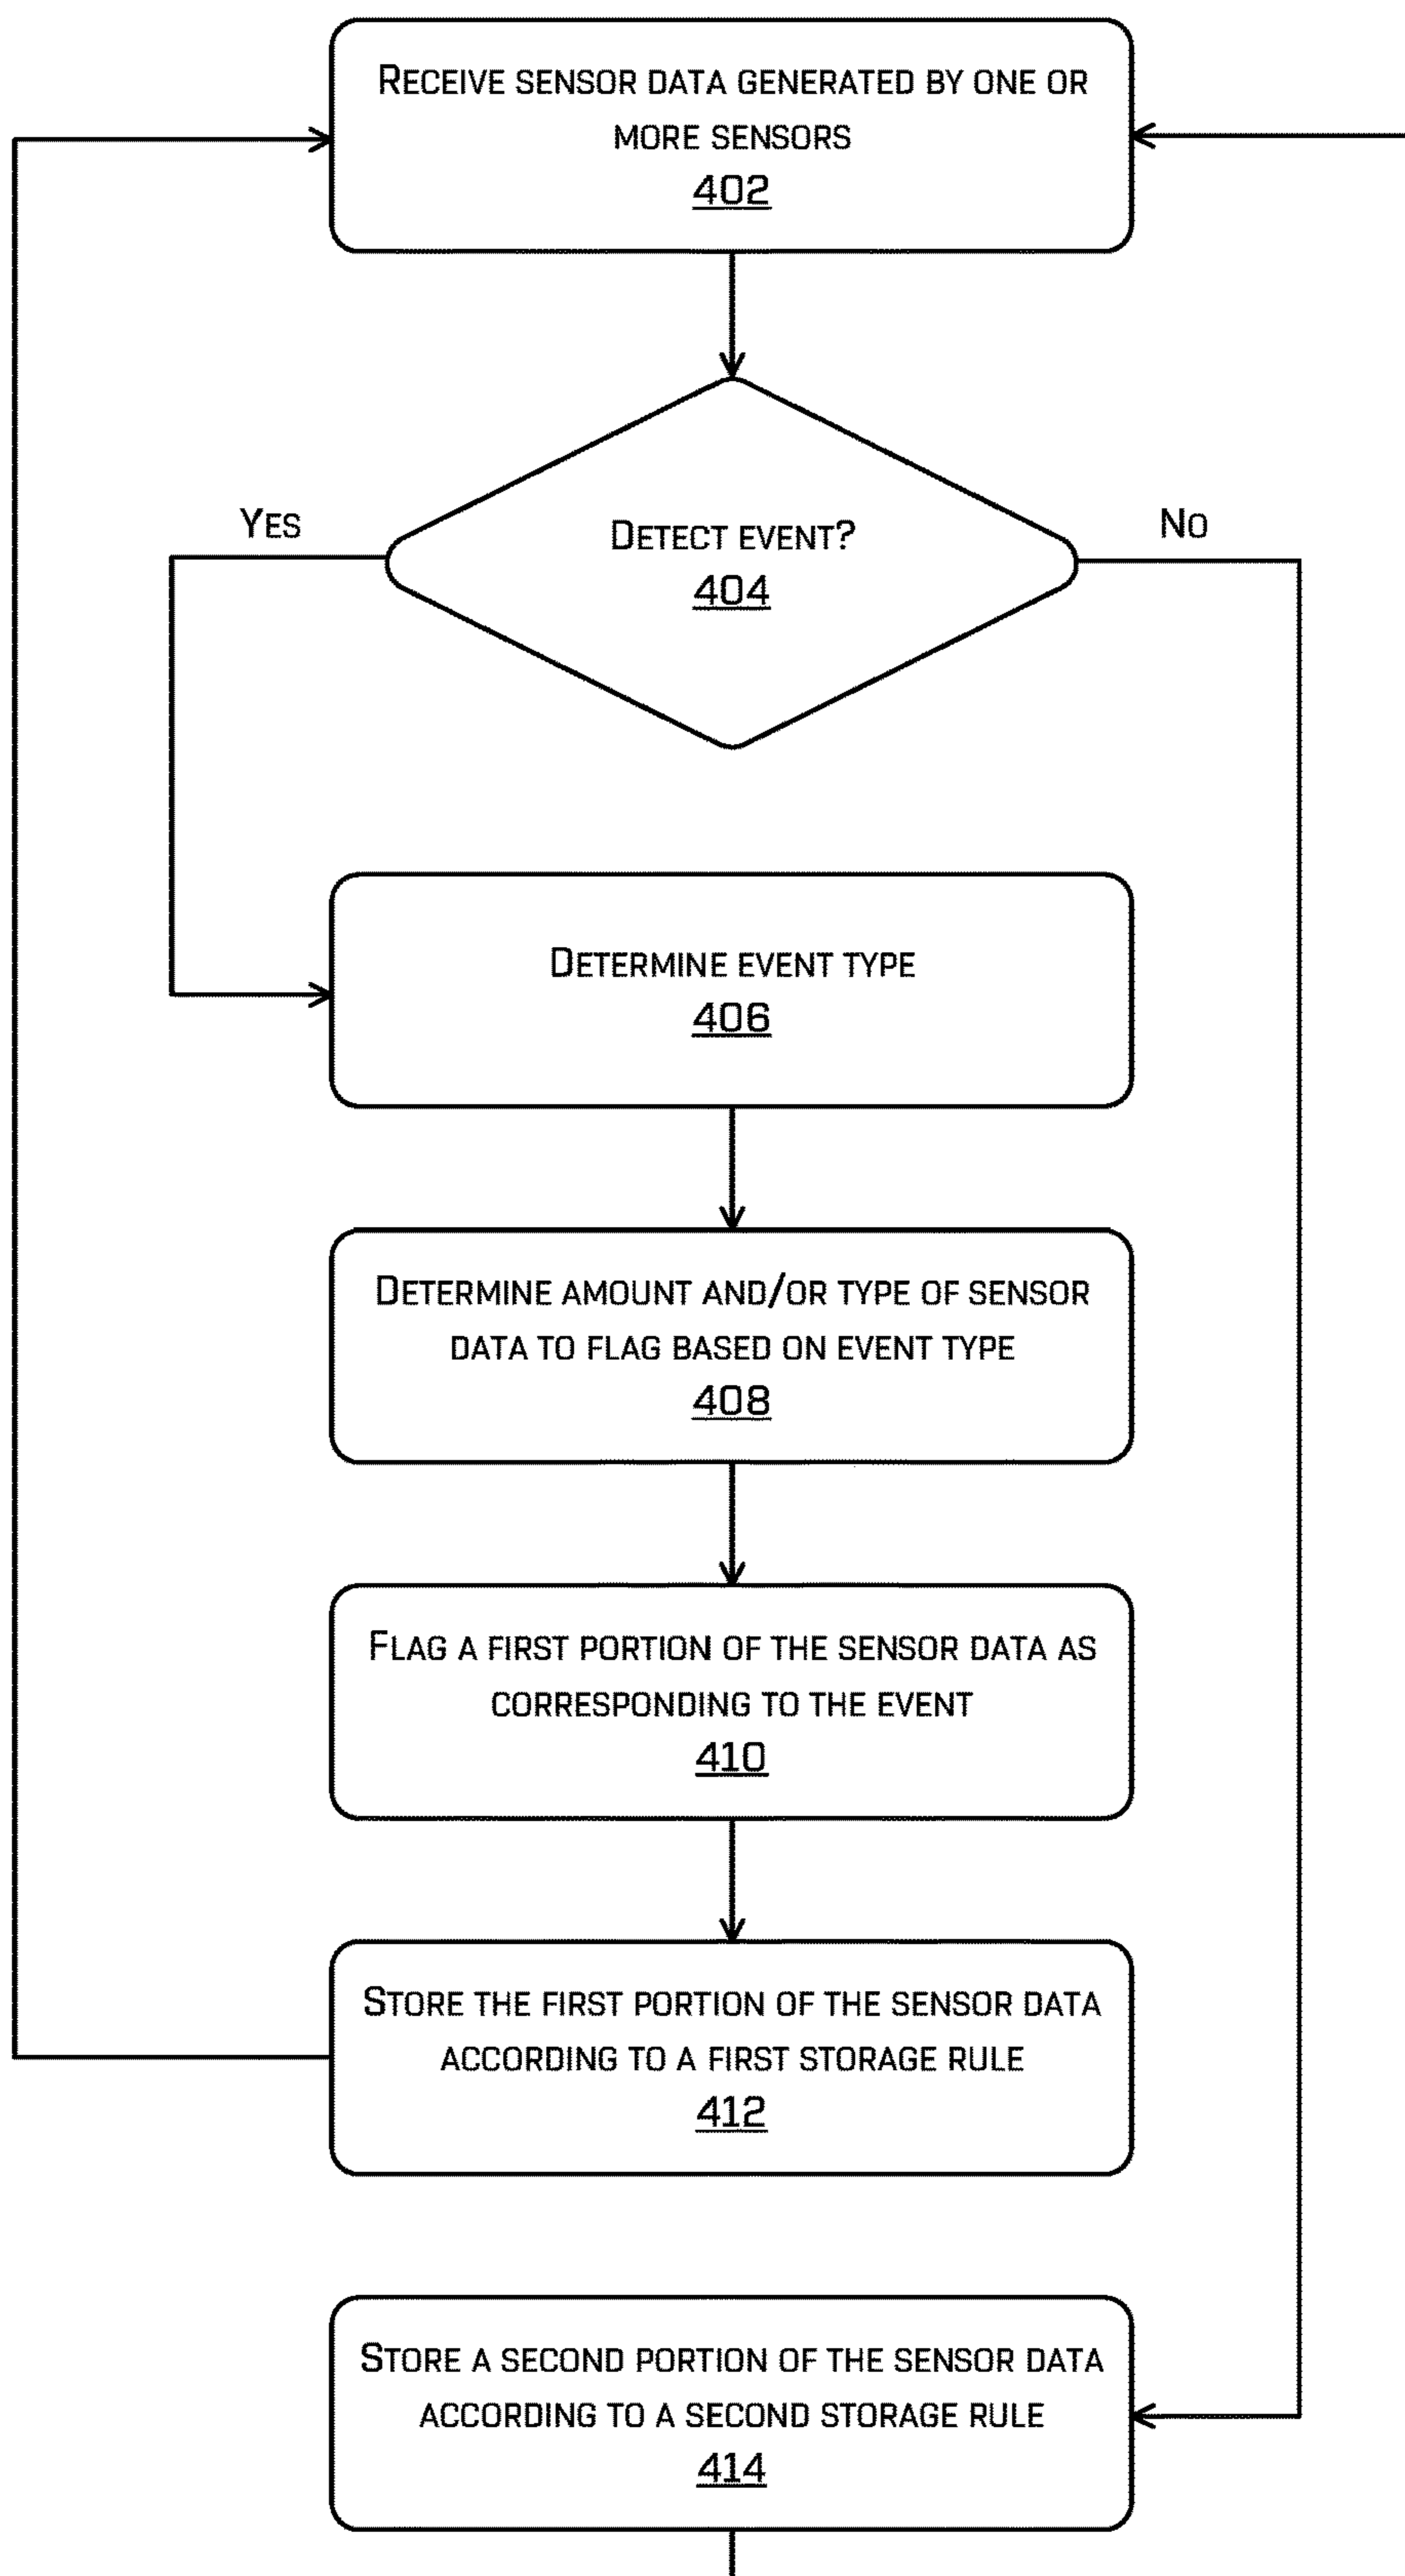 Receive sensor data generated by one or
more sensors
402
Yes
Detect event?
404
No
Determine event type
406
Determine amount and/or type of sensor
data to flag based on event type
408
Flag a first portion of the sensor data as
corresponding to the event
410
Store the first portion of the sensor data
according to a first storage rule
412
Store a second portion of the sensor data
according to a second storage rule
414